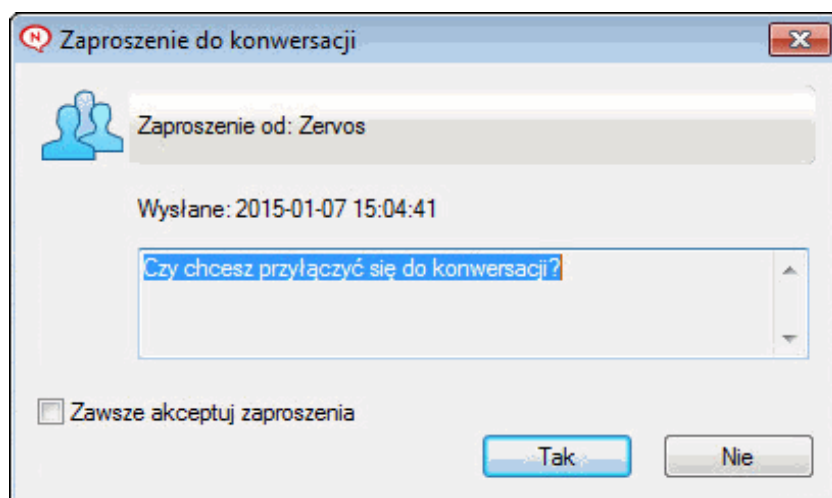 Zaproszenie do konwersacji
Zaproszenie od: Zervos
Wysłane: 2015-01-07 15:04:41
Czy chcesz przyłączyć się do konwersacji?
Zawsze akceptuj zaproszenia
Tak
Nie